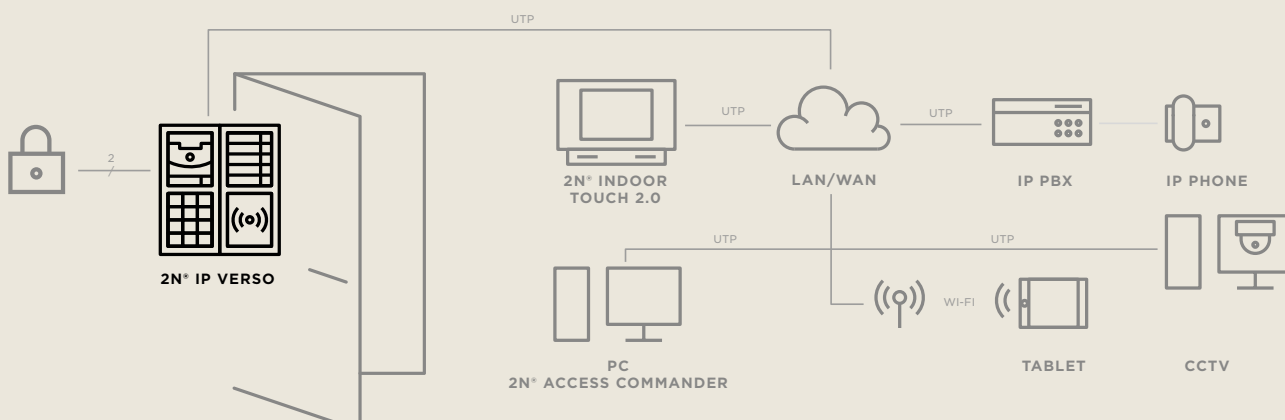 UTP
UTP
UTP
2
2N® INDOOR
TOUCH 2.0
LAN/WAN
IP PBX
IP PHONE
UTP
UTP
2N® IP VERSO
WI-FI
PC
2N® ACCESS COMMANDER
TABLET
CCTV